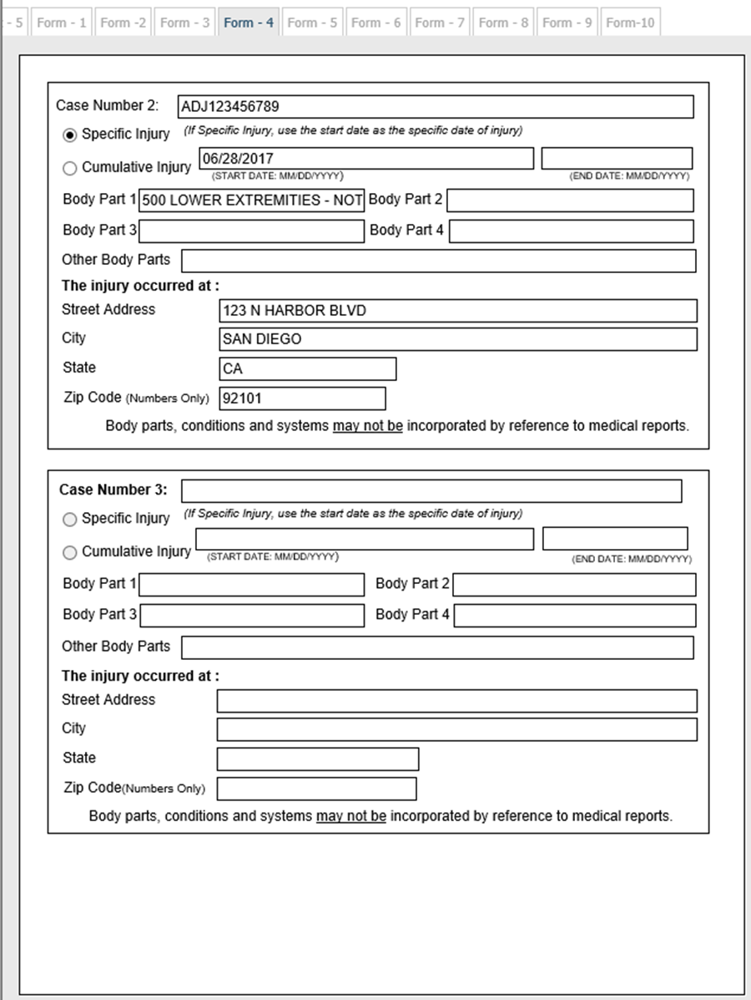 - 5 Form - 1 Form -2 Form - 3 Form - 4 Form - 5 Form - 6 Form - 7 Form - 8 Form - 9 Form-10
Case Number 2: ADJ123456789
Specific Injury (If Specific Injury, use the start date as the specific date of injury)
Cumulative Injury 06/28/2017
(START DATE: MM/DD/YYYY) (END DATE: MM/DD/YYYY)
Body Part 1 500 LOWER EXTREMITIES - NOT Body Part 2
Body Part 3 Body Part 4
Other Body Parts
The injury occurred at :
Street Address 123 N HARBOR BLVD
City SAN DIEGO
State CA
Zip Code (Numbers Only) 92101
Body parts, conditions and systems may not be incorporated by reference to medical reports.
Case Number 3:
Specific Injury (If Specific Injury, use the start date as the specific date of injury)
Cumulative Injury
(START DATE: MM/DD/YYYY) (END DATE: MM/DD/YYYY)
Body Part 1 Body Part 2
Body Part 3 Body Part 4
Other Body Parts
The injury occurred at :
Street Address
City
State
Zip Code(Numbers Only)
Body parts, conditions and systems may not be incorporated by reference to medical reports.